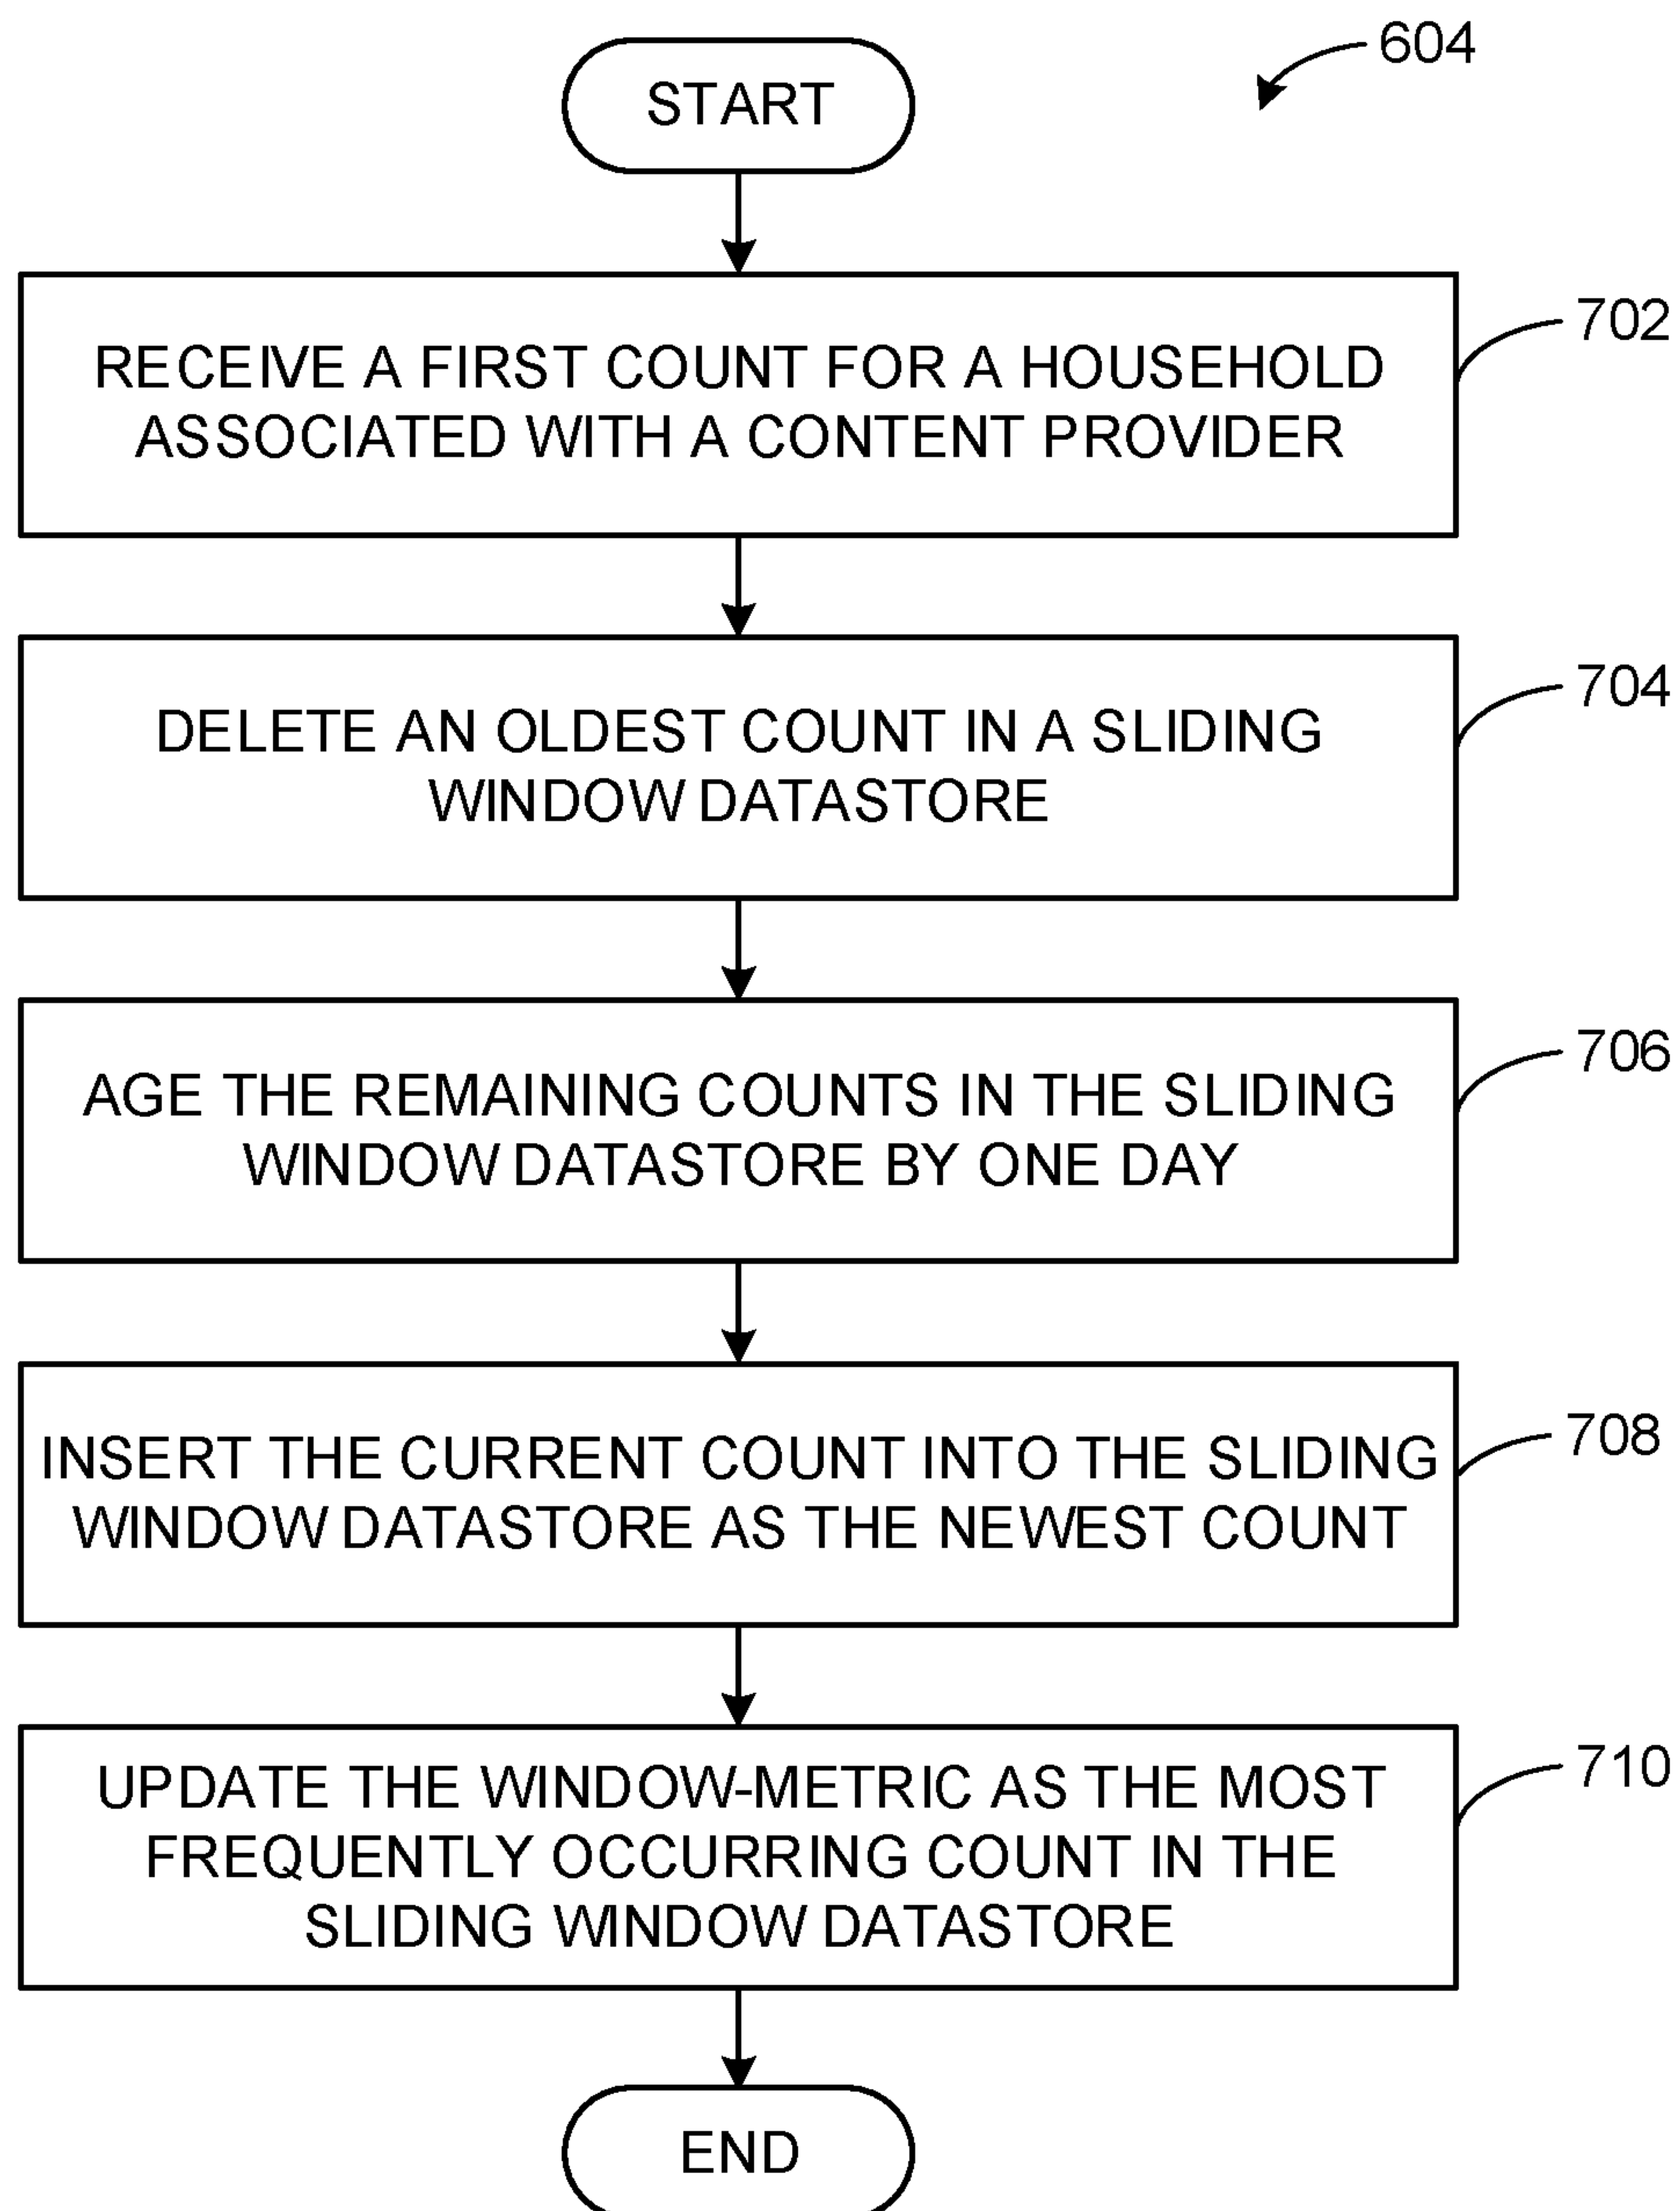 START
604
RECEIVE A FIRST COUNT FOR A HOUSEHOLD
ASSOCIATED WITH A CONTENT PROVIDER
702
DELETE AN OLDEST COUNT IN A SLIDING
WINDOW DATASTORE
704
AGE THE REMAINING COUNTS IN THE SLIDING
WINDOW DATASTORE BY ONE DAY
706
INSERT THE CURRENT COUNT INTO THE SLIDING
WINDOW DATASTORE AS THE NEWEST COUNT
708
UPDATE THE WINDOW-METRIC AS THE MOST
FREQUENTLY OCCURRING COUNT IN THE
SLIDING WINDOW DATASTORE
710
END